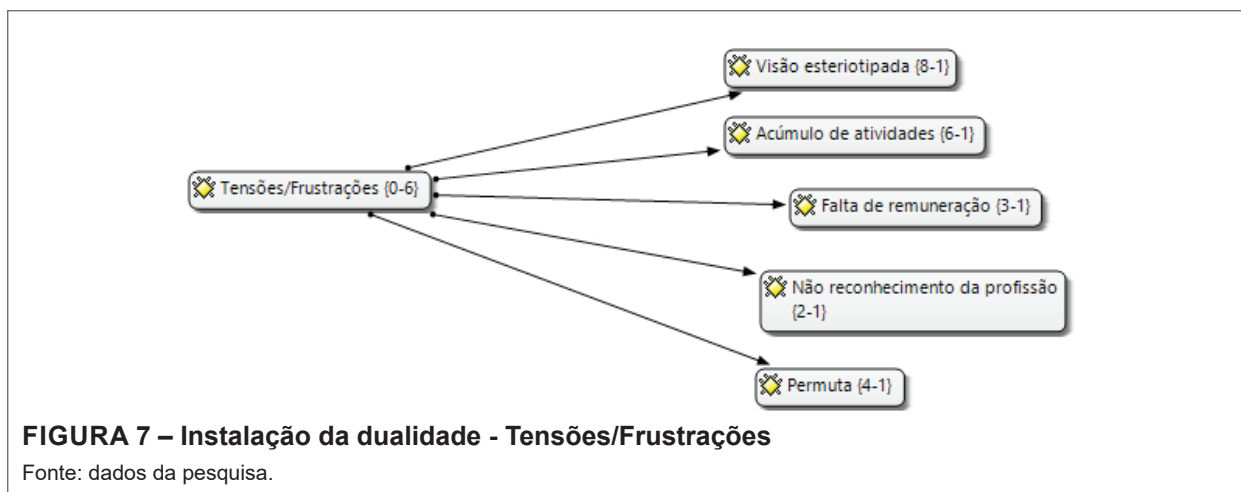 Visão esteriotipada {8-1}
Acúmulo de atividades {6-1}
Tensões/Frustrações {0-6}
Falta de remuneração {3-1}
Não reconhecimento da profissão
{2-1}
Permuta {4-1}
FIGURA 7 – Instalação da dualidade - Tensões/Frustrações
Fonte: dados da pesquisa.